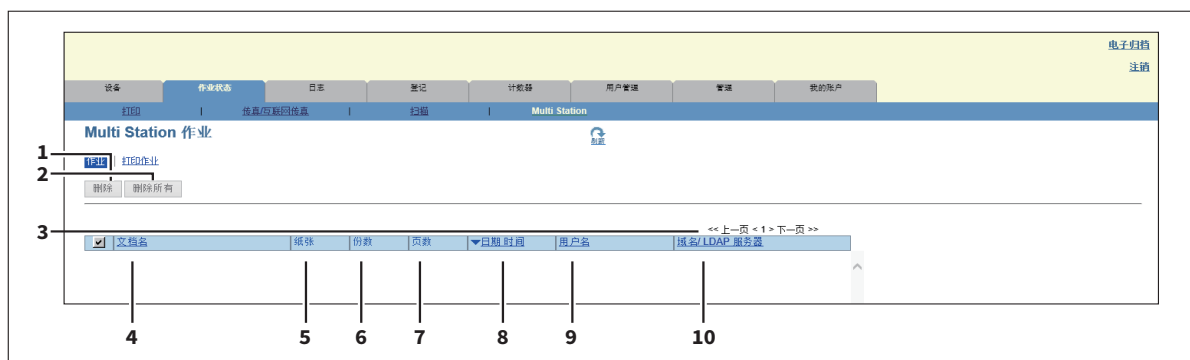 电子归档
注销
设备 作业状态 日志 登记 计数器 用户管理 管理 我的账户
打印 | 传真/互联网传真 | 扫描 | Multi Station
Multi Station 作业 刷新
1
作业 | 打印作业
2
删除 删除所有
3 << 上一页 < 1 > 下一页 >>
文档名 纸张 份数 页数 日期 时间 用户名 域名/ LDAP 服务器
4 5 6 7 8 9 10